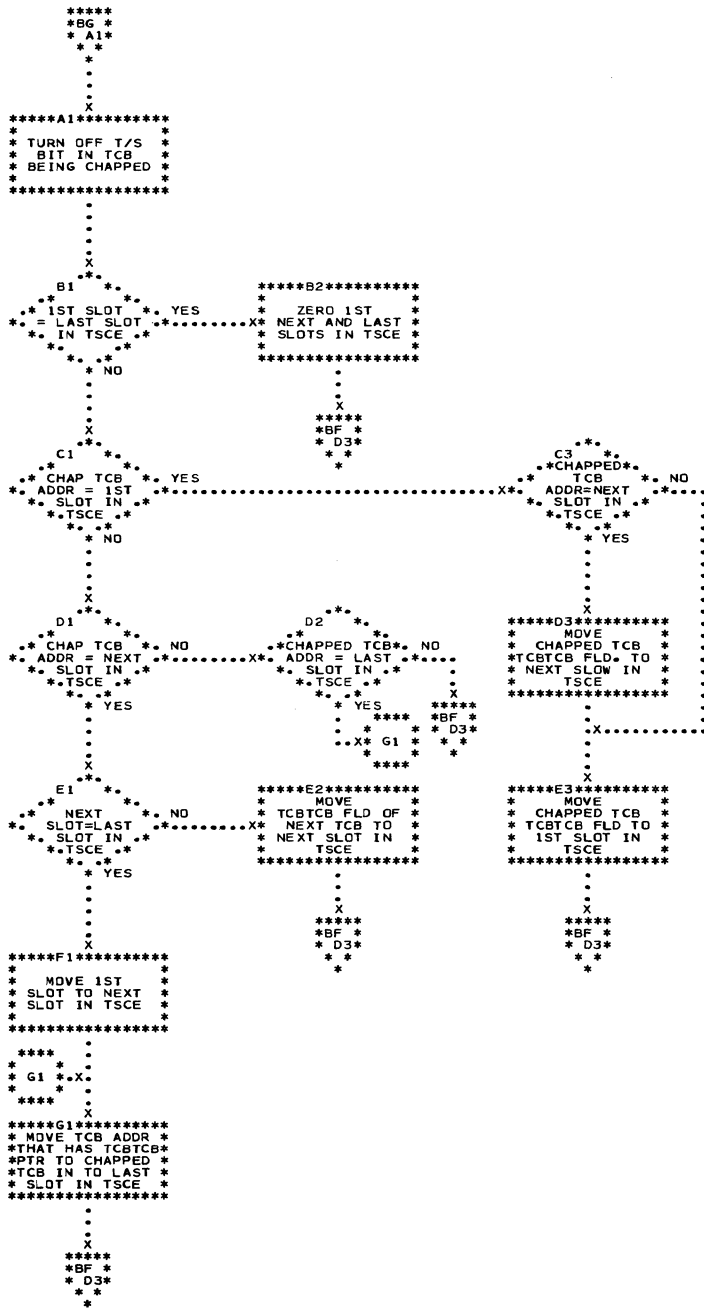 BG
A1
A1
TURN OFF T/S
BIT IN TCB
BEING CHAPPED
B1
1ST SLOT
= LAST SLOT
IN TSCE
YES
NO
B2
ZERO 1ST
NEXT AND LAST
SLOTS IN TSCE
BF
D3
C1
CHAP TCB
ADDR = 1ST
SLOT IN
TSCE
YES
NO
C3
CHAPPED
TCB
ADDR=NEXT
SLOT IN
TSCE
NO
YES
D1
CHAP TCB
ADDR = NEXT
SLOT IN
TSCE
NO
YES
D2
CHAPPED TCB
ADDR = LAST
SLOT IN
TSCE
NO
YES
G1
BF
D3
D3
MOVE
CHAPPED TCB
TCBTCB FLD. TO
NEXT SLOW IN
TSCE
E1
NEXT
SLOT=LAST
SLOT IN
TSCE
NO
YES
E2
MOVE
TCBTCB FLD OF
NEXT TCB TO
NEXT SLOT IN
TSCE
BF
D3
E3
MOVE
CHAPPED TCB
TCBTCB FLD TO
1ST SLOT IN
TSCE
BF
D3
F1
MOVE 1ST
SLOT TO NEXT
SLOT IN TSCE
G1
G1
MOVE TCB ADDR
THAT HAS TCBTCB
PTR TO CHAPPED
TCB IN TO LAST
SLOT IN TSCE
BF
D3